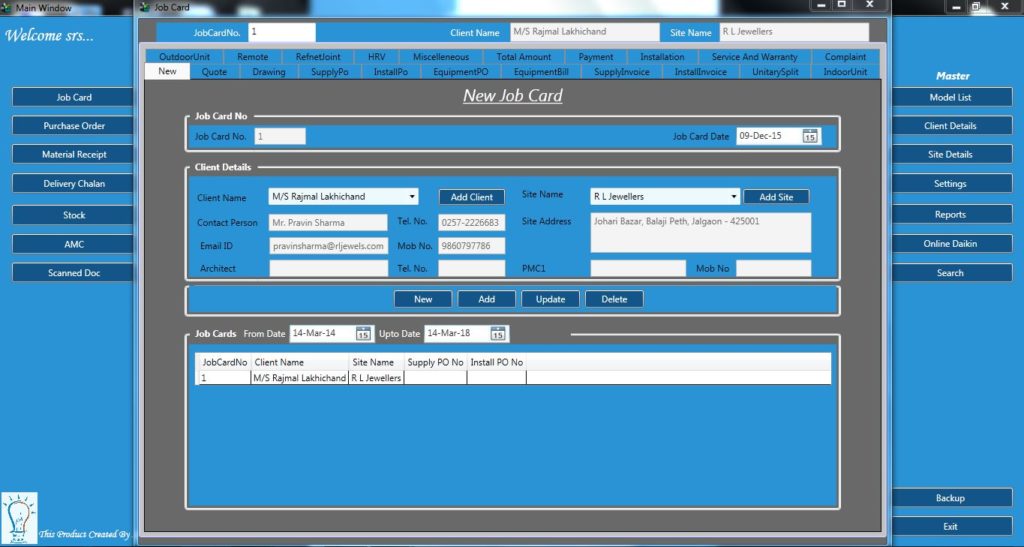 Main Window
Job Card
Welcome srs...
JobCardNo. 1 Client Name M/S Rajmal Lakhichand Site Name R L Jewellers
OutdoorUnit Remote RefnetJoint HRV Miscelleneous Total Amount Payment Installation Service And Warranty Complaint
New Quote Drawing SupplyPo InstallPo EquipmentPO EquipmentBill SupplyInvoice InstallInvoice UnitarySplit IndoorUnit
Job Card
Purchase Order
Material Receipt
Delivery Chalan
Stock
AMC
Scanned Doc
New Job Card
Job Card No
Job Card No. 1 Job Card Date 09-Dec-15 15
Client Details
Client Name M/S Rajmal Lakhichand Add Client Site Name R L Jewellers Add Site
Contact Person Mr. Pravin Sharma Tel. No. 0257-2226683 Site Address Johari Bazar, Balaji Peth, Jalgaon - 425001
Email ID pravinsharma@rljewels.com Mob No. 9860797786
Architect Tel. No. PMC1 Mob No
New Add Update Delete
Job Cards From Date 14-Mar-14 15 Upto Date 14-Mar-18 15
JobCardNo Client Name Site Name Supply PO No Install PO No
1 M/S Rajmal Lakhichand R L Jewellers
Master
Model List
Client Details
Site Details
Settings
Reports
Online Daikin
Search
Backup
Exit
This Product Created By